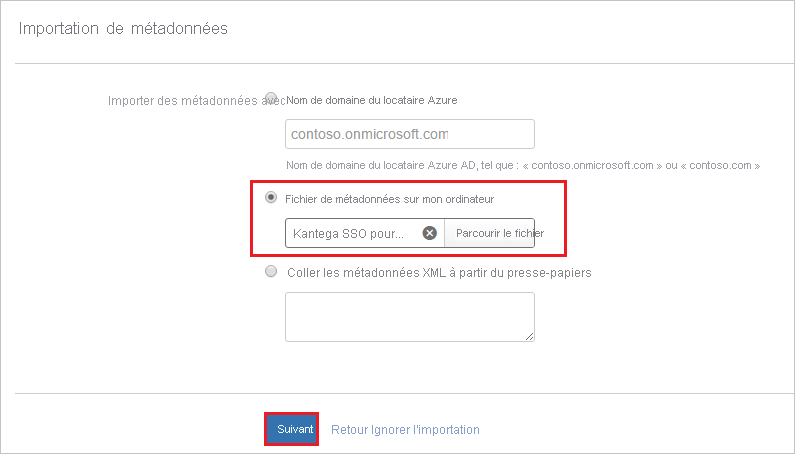 Importation de métadonnées
Importer des métadonnées avec
Nom de domaine du locataire Azure
contoso.onmicrosoft.com
Nom de domaine du locataire Azure AD, tel que : « contoso.onmicrosoft.com » ou « contoso.com »
Fichier de métadonnées sur mon ordinateur
Kantega SSO pour... Parcourir le fichier
Coller les métadonnées XML à partir du presse-papiers
Suivant Retour Ignorer l'importation